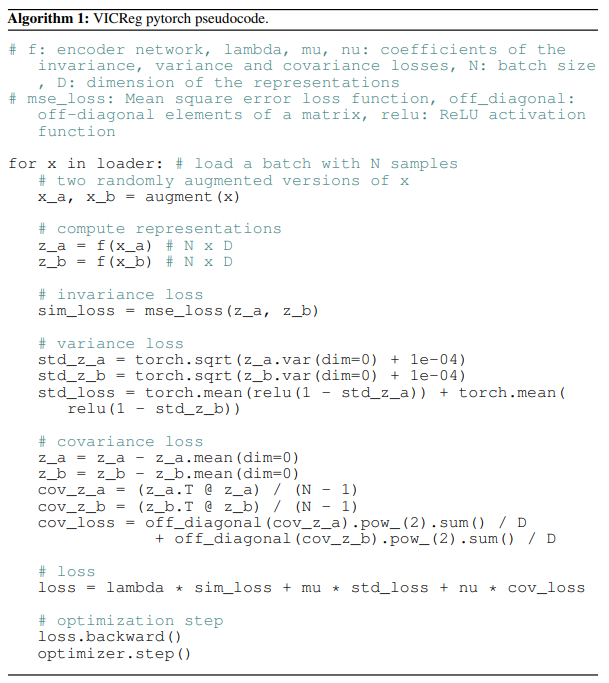 Algorithm 1: VICReg pytorch pseudocode.
# f: encoder network, lambda, mu, nu: coefficients of the
invariance, variance and covariance losses, N: batch size
, D: dimension of the representations
# mse_loss: Mean square error loss function, off_diagonal:
off-diagonal elements of a matrix, relu: ReLU activation
function
for x in loader: # load a batch with N samples
# two randomly augmented versions of x
x_a, x_b = augment(x)
# compute representations
z_a = f(x_a) # N x D
z_b = f(x_b) # N x D
# invariance loss
sim_loss = mse_loss(z_a, z_b)
# variance loss
std_z_a = torch.sqrt(z_a.var(dim=0) + 1e-04)
std_z_b = torch.sqrt(z_b.var(dim=0) + 1e-04)
std_loss = torch.mean(relu(1 - std_z_a)) + torch.mean(
relu(1 - std_z_b))
# covariance loss
z_a = z_a - z_a.mean(dim=0)
z_b = z_b - z_b.mean(dim=0)
cov_z_a = (z_a.T @ z_a) / (N - 1)
cov_z_b = (z_b.T @ z_b) / (N - 1)
cov_loss = off_diagonal(cov_z_a).pow_(2).sum() / D
+ off_diagonal(cov_z_b).pow_(2).sum() / D
# loss
loss = lambda * sim_loss + mu * std_loss + nu * cov_loss
# optimization step
loss.backward()
optimizer.step()